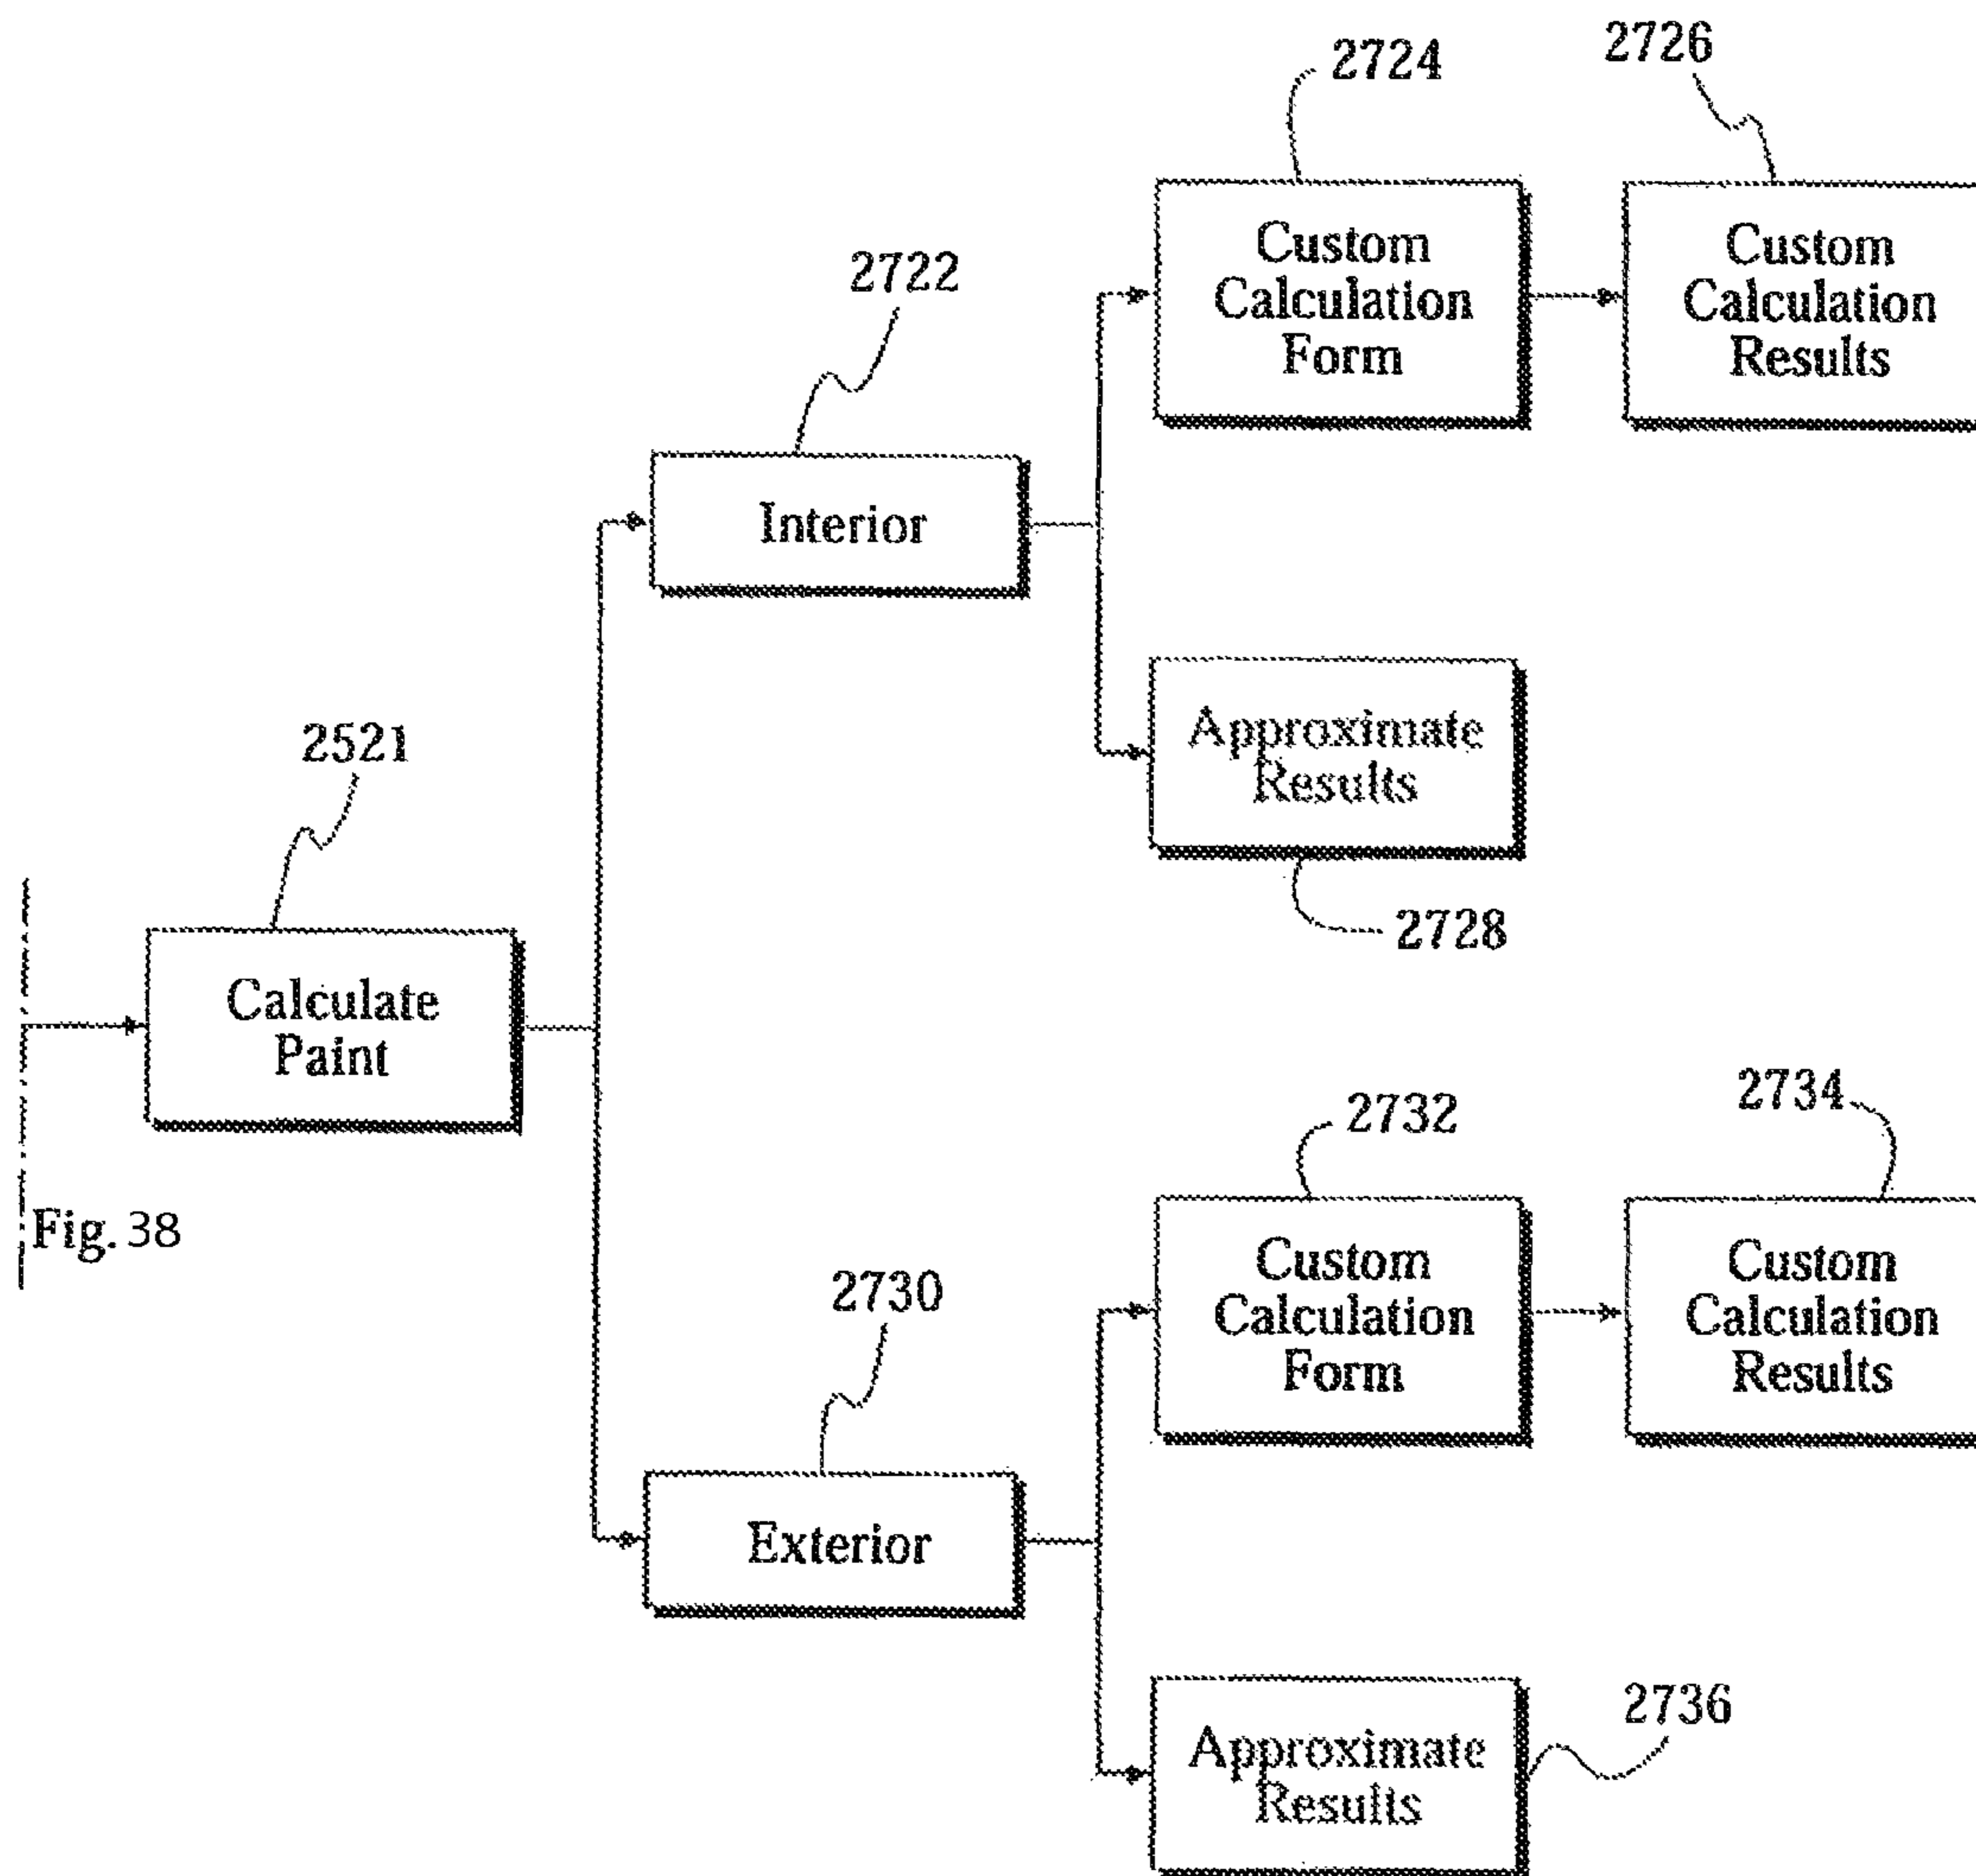 2724
2726
Custom
Calculation
Form
Custom
Calculation
Results
2722
Interior
Approximate
Results
2728
2521
Calculate
Paint
Fig. 38
2732
2734
Custom
Calculation
Form
Custom
Calculation
Results
2730
Exterior
Approximate
Results
2736